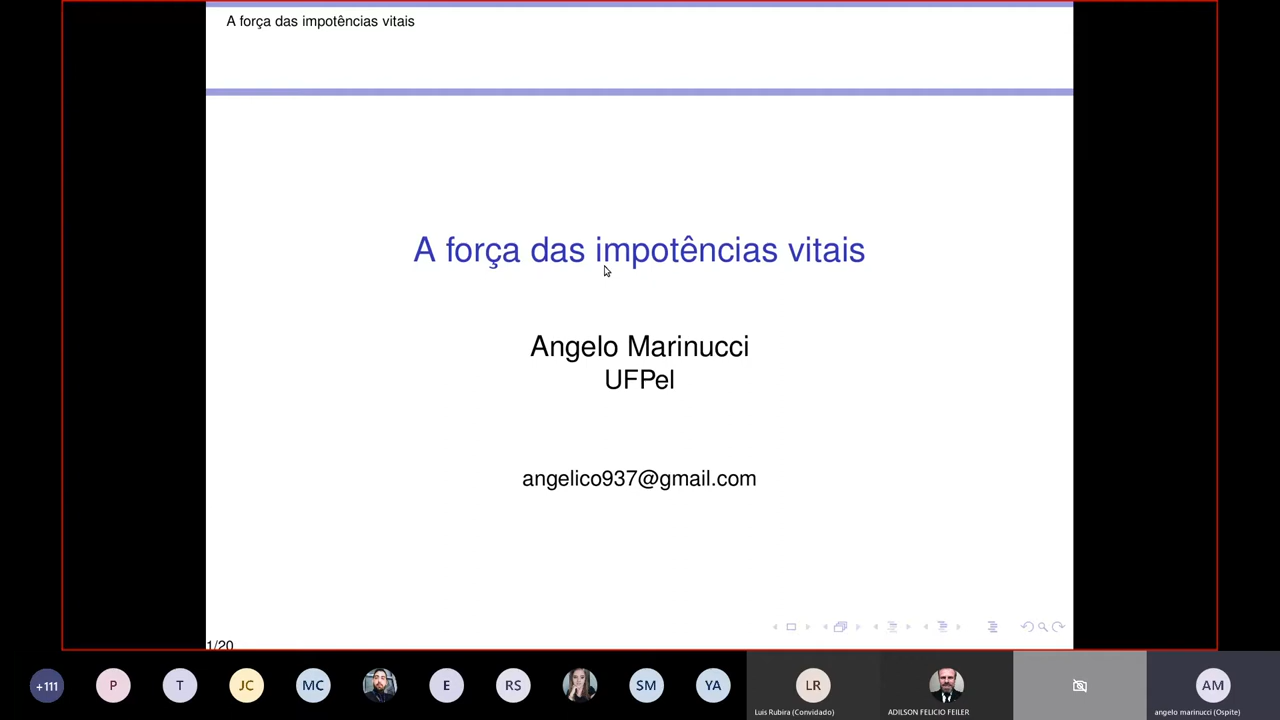 A força das impotências vitais
A força das impotências vitais
Angelo Marinucci
UFPel
angelico937@gmail.com
1/20
+111
P
T
JC
MC
E
RS
SM
YA
LR
Luis Rubira (Convidado)
ADILSON FELICIO FEILER
AM
angelo marinucci (Ospite)